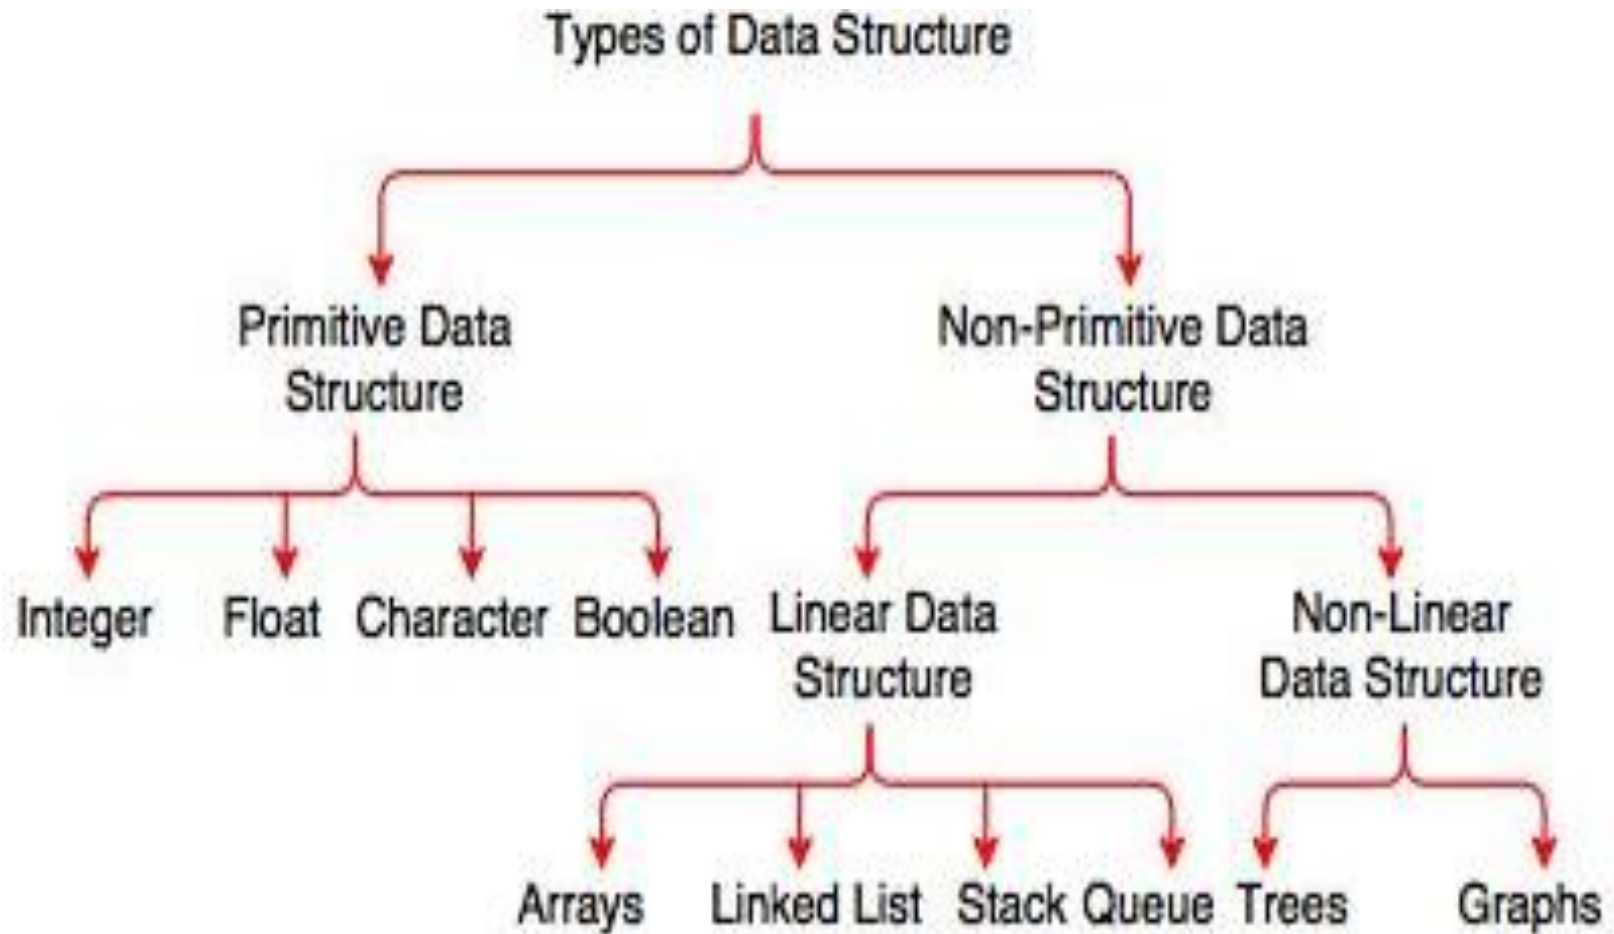 Types of Data Structure
Primitive Data
Structure
Non-Primitive Data
Structure
Integer
Float
Character
Boolean
Linear Data
Structure
Non-Linear
Data Structure
Arrays
Linked List
Stack
Queue
Trees
Graphs